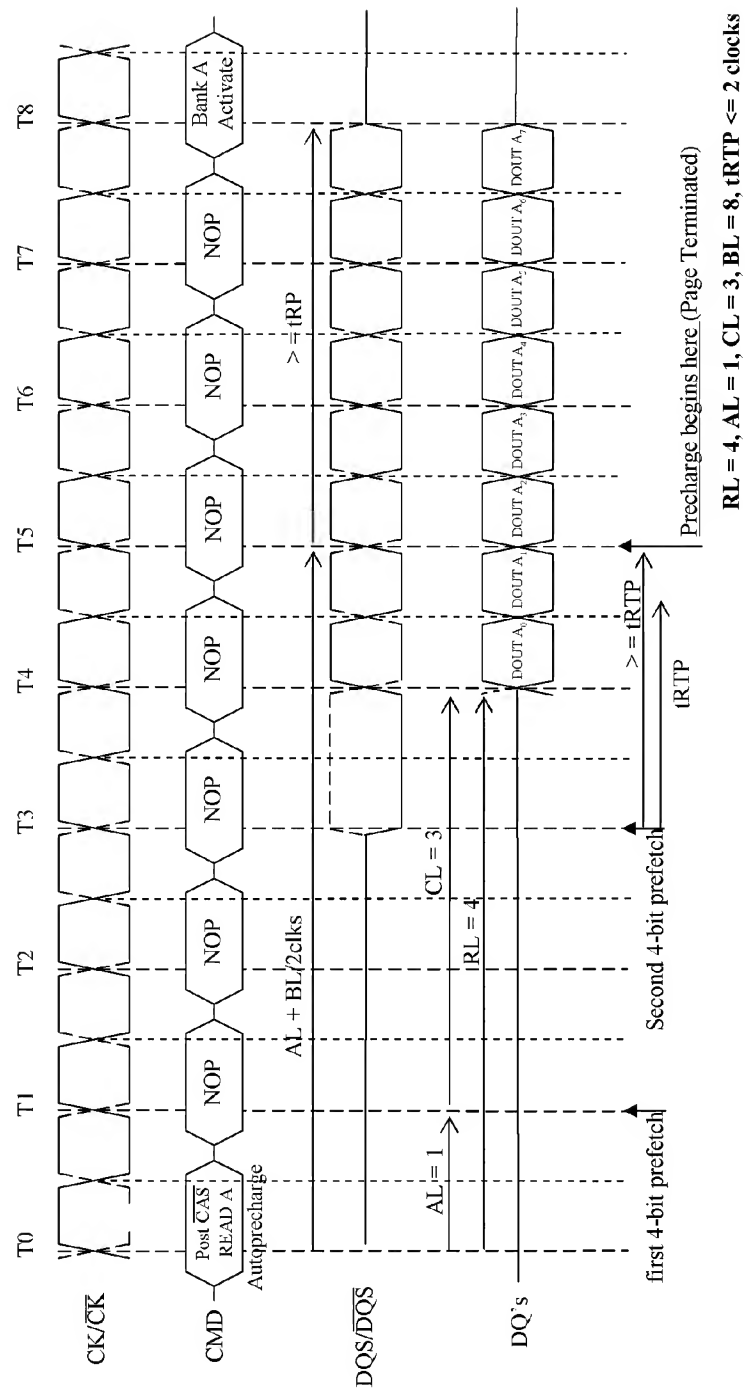 T0 T1 T2 T3 T4 T5 T6 T7 T8
CK/C̅K̅
CMD
Post C̅A̅S̅
READ A
Autoprecharge
NOP
NOP
NOP
NOP
NOP
NOP
NOP
Bank A
Activate
AL + BL/2clks
>= tRP
DQS/D̅Q̅S̅
AL = 1
CL = 3
RL = 4
DQ`s
DOUT A0
DOUT A1
DOUT A2
DOUT A3
DOUT A4
DOUT A5
DOUT A6
DOUT A7
first 4-bit prefetch
Second 4-bit prefetch
>= tRTP
tRTP
Precharge begins here (Page Terminated)
RL = 4, AL = 1, CL = 3, BL = 8, tRTP <= 2 clocks